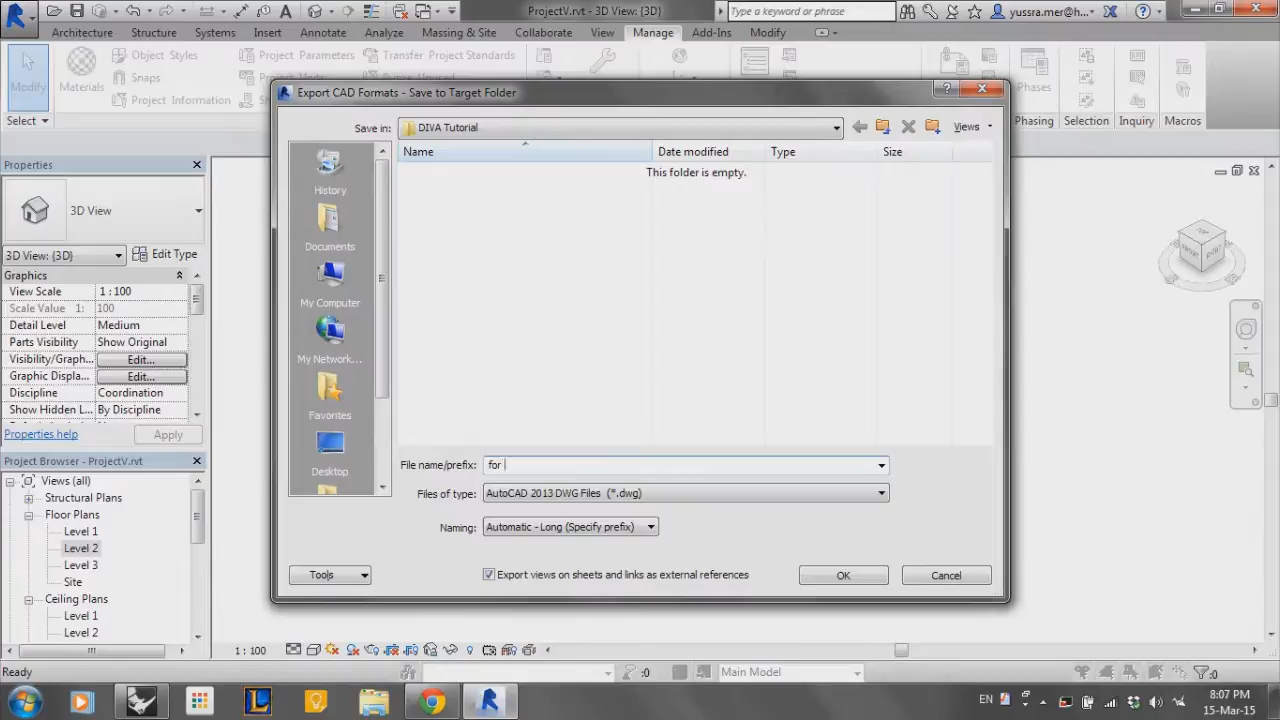 ProjectV.rvt - 3D View: {3D}
Type a keyword or phrase
yussra.mer@h...
Architecture Structure Systems Insert Annotate Analyze Massing & Site Collaborate View Manage Add-Ins Modify
Modify
Materials
Object Styles
Snaps
Project Information
Project Parameters
Transfer Project Standards
Phases
Select
Phasing Selection Inquiry Macros
Export CAD Formats - Save to Target Folder
Save in: DIVA Tutorial
Views
Name Date modified Type Size
This folder is empty.
History
Documents
My Computer
My Network...
Favorites
Desktop
File name/prefix: for
Files of type: AutoCAD 2013 DWG Files (*.dwg)
Naming: Automatic - Long (Specify prefix)
Tools
Export views on sheets and links as external references
OK
Cancel
Properties
3D View
3D View: {3D} Edit Type
Graphics
View Scale 1 : 100
Scale Value 1: 100
Detail Level Medium
Parts Visibility Show Original
Visibility/Graph... Edit...
Graphic Displa... Edit...
Discipline Coordination
Show Hidden L... By Discipline
Properties help Apply
Project Browser - ProjectV.rvt
Views (all)
Structural Plans
Floor Plans
Level 1
Level 2
Level 3
Site
Ceiling Plans
Level 1
Level 2
1 : 100
Ready
:0
Main Model
:0
EN
8:07 PM
15-Mar-15